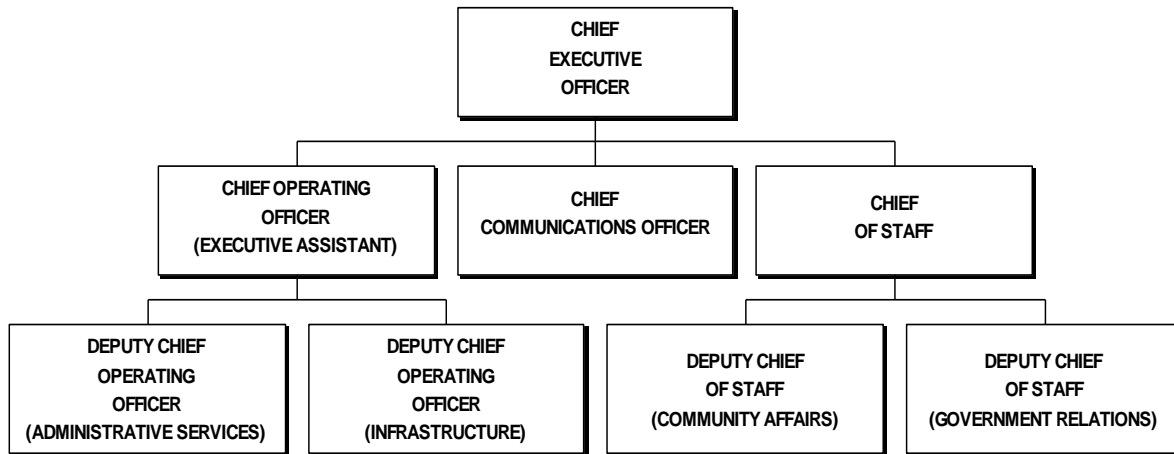 CHIEF
EXECUTIVE
OFFICER
CHIEF OPERATING
OFFICER
(EXECUTIVE ASSISTANT)
CHIEF
COMMUNICATIONS OFFICER
CHIEF
OF STAFF
DEPUTY CHIEF
OPERATING
OFFICER
(ADMINISTRATIVE SERVICES)
DEPUTY CHIEF
OPERATING
OFFICER
(INFRASTRUCTURE)
DEPUTY CHIEF
OF STAFF
(COMMUNITY AFFAIRS)
DEPUTY CHIEF
OF STAFF
(GOVERNMENT RELATIONS)